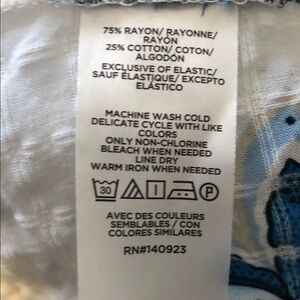 75% RAYON/ RAYONNE/
RAYÓN
25% COTTON/ COTON/
ALGODÓN
EXCLUSIVE OF ELASTIC/
SAUF ÉLASTIQUE/ EXCEPTO
ELÁSTICO
MACHINE WASH COLD
DELICATE CYCLE WITH LIKE
COLORS
ONLY NON-CHLORINE
BLEACH WHEN NEEDED
LINE DRY
WARM IRON WHEN NEEDED
30 P
AVEC DES COULEURS
SEMBLABLES / CON
COLORES SIMILARES
RN#140923